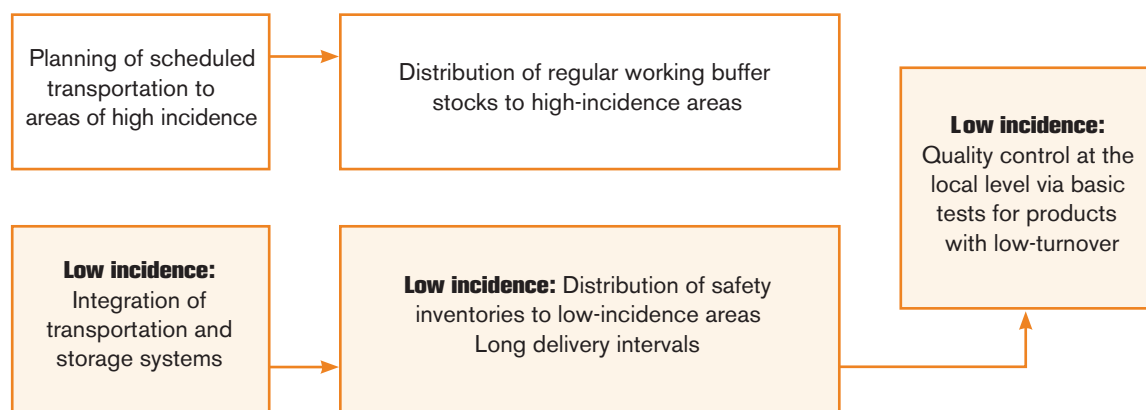 Planning of scheduled
transportation to
areas of high incidence
Distribution of regular working buffer
stocks to high-incidence areas
Low incidence:
Quality control at the
local level via basic
tests for products
with low-turnover
Low incidence:
Integration of
transportation and
storage systems
Low incidence: Distribution of safety
inventories to low-incidence areas
Long delivery intervals